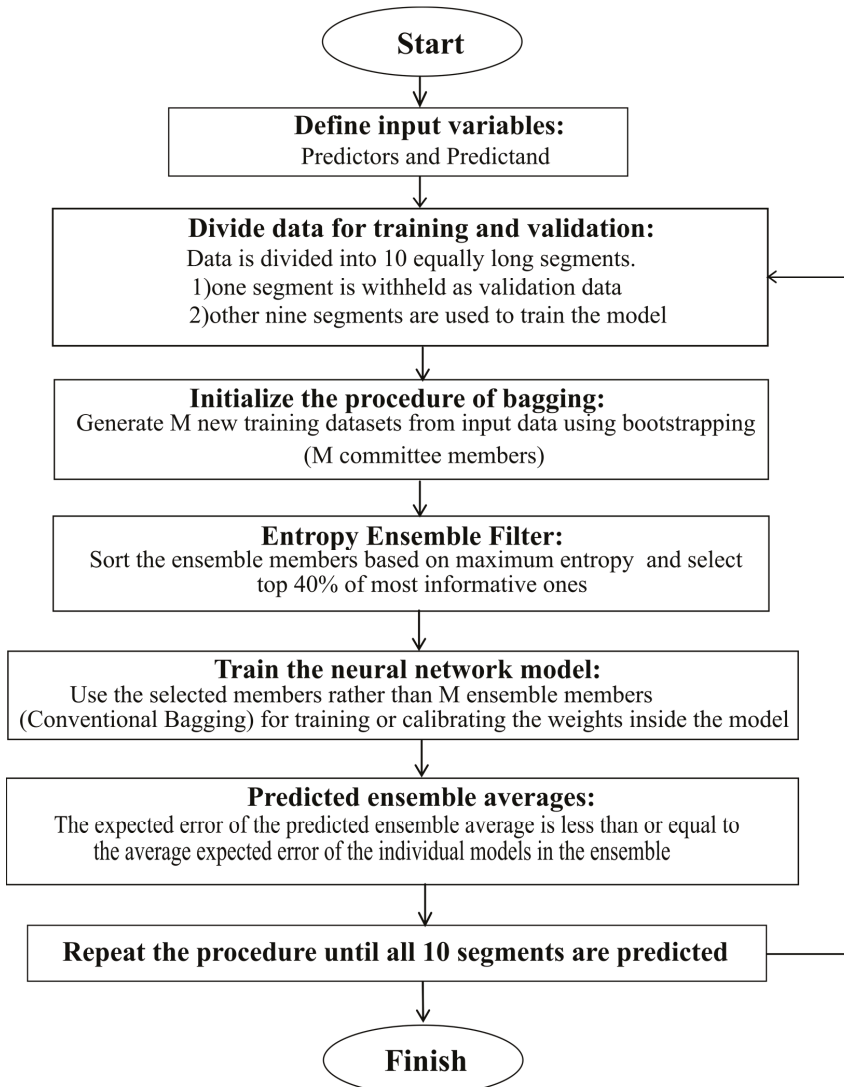 Start
Define input variables:
Predictors and Predictand
Divide data for training and validation:
Data is divided into 10 equally long segments.
1)one segment is withheld as validation data
2)other nine segments are used to train the model
Initialize the procedure of bagging:
Generate M new training datasets from input data using bootstrapping
(M committee members)
Entropy Ensemble Filter:
Sort the ensemble members based on maximum entropy and select
top 40% of most informative ones
Train the neural network model:
Use the selected members rather than M ensemble members
(Conventional Bagging) for training or calibrating the weights inside the model
Predicted ensemble averages:
The expected error of the predicted ensemble average is less than or equal to
the average expected error of the individual models in the ensemble
Repeat the procedure until all 10 segments are predicted
Finish